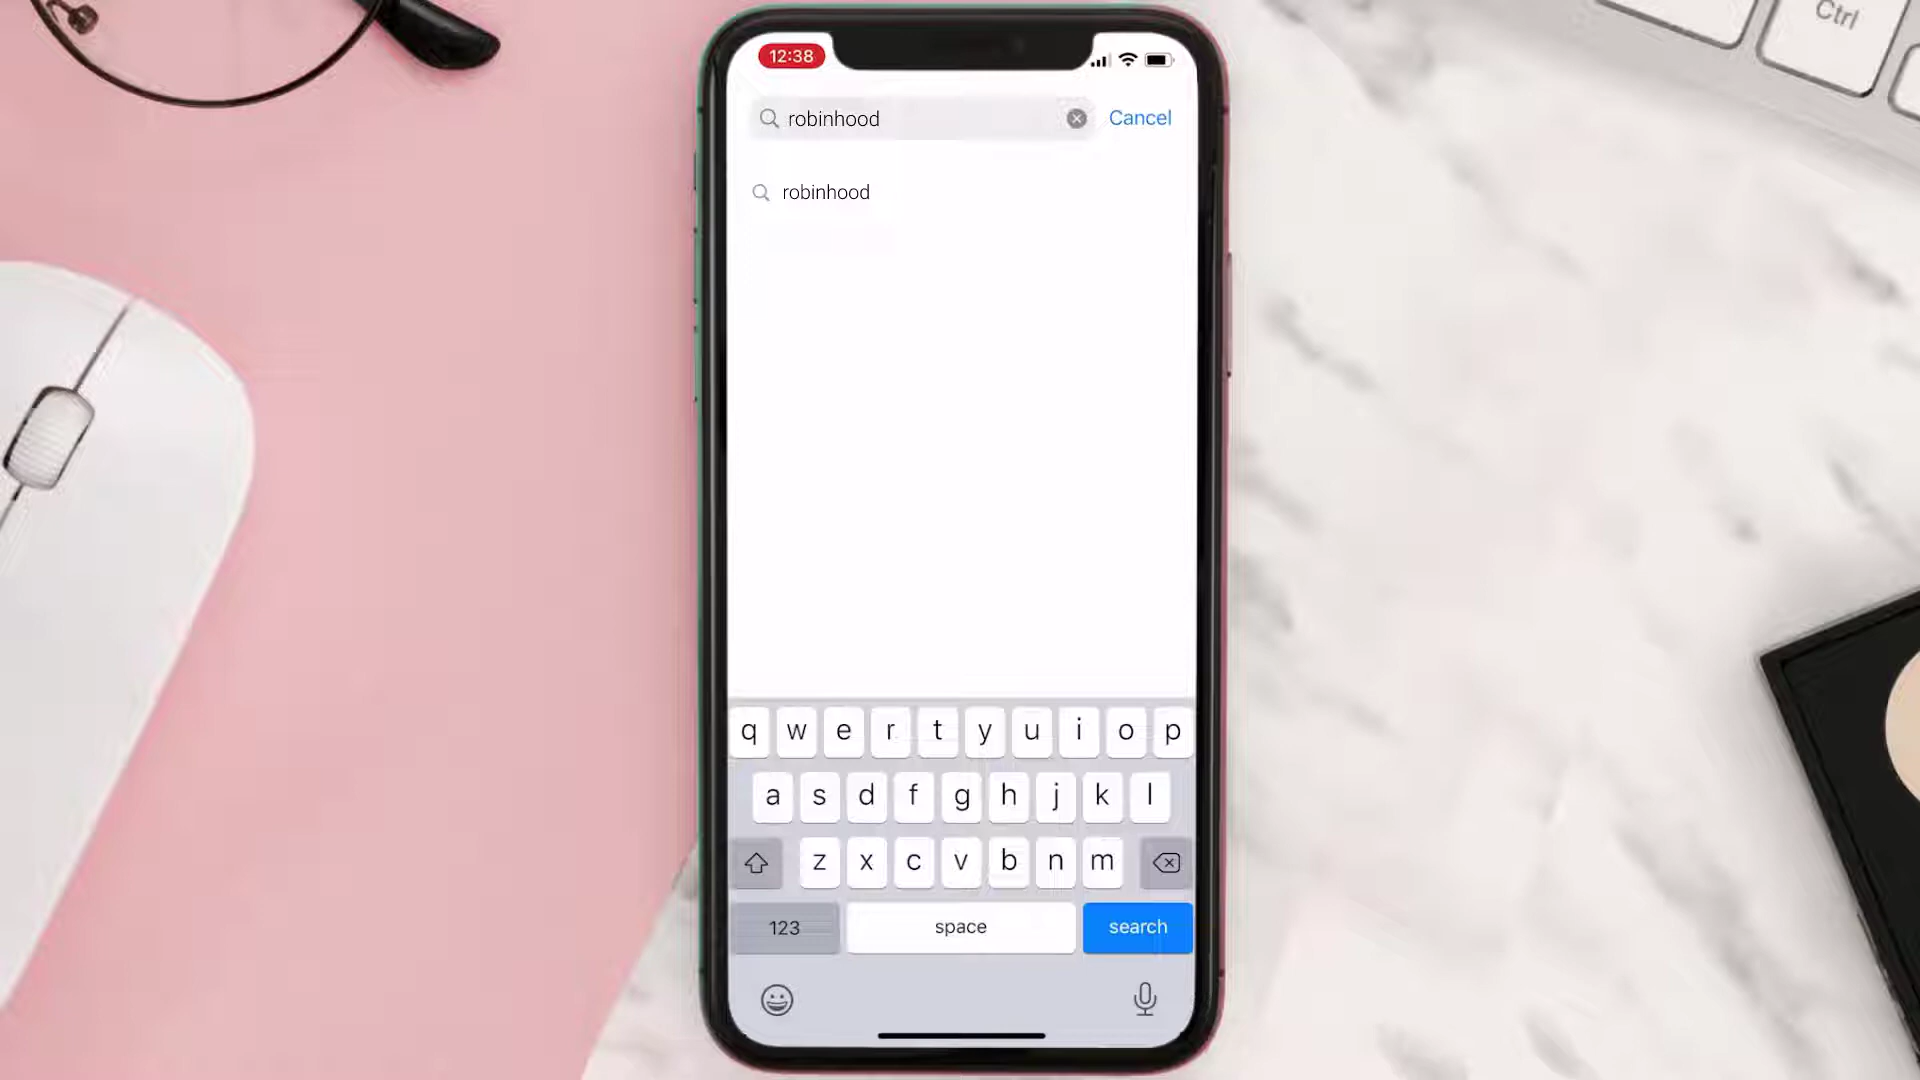 Ctrl
12:38
robinhood
Cancel
robinhood
q w e r t y u i o p
a s d f g h j k l
z x c v b n m
123 space search